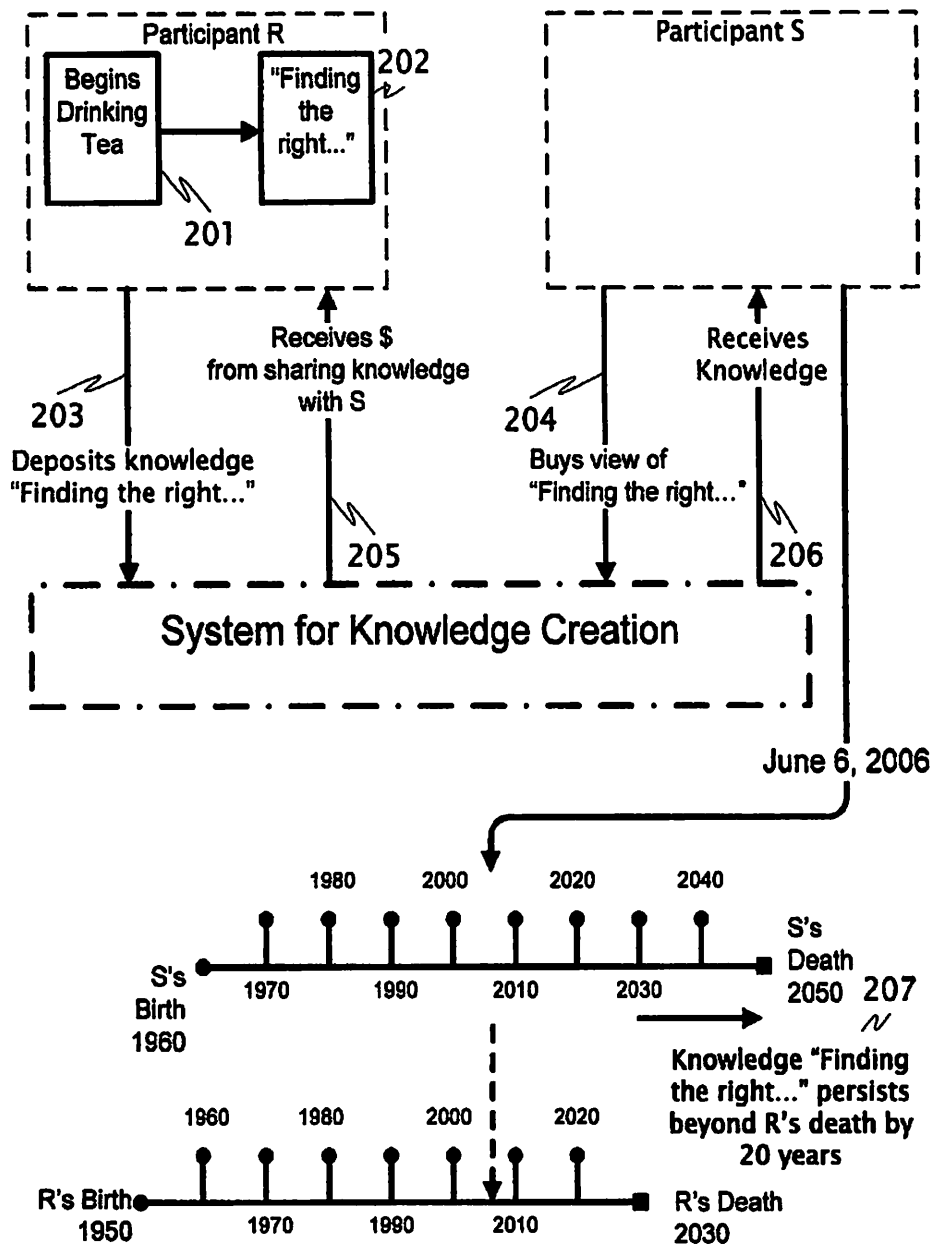 Participant R
Begins
Drinking
Tea
"Finding
the
right..."
202
201
Participant S
203
Deposits knowledge
"Finding the right..."
Receives $
from sharing knowledge
with S
205
204
Buys view of
"Finding the right..."
Receives
Knowledge
206
System for Knowledge Creation
June 6, 2006
1980 2000 2020 2040
S's
Birth
1960
1970 1990 2010 2030
S's
Death
2050
207
Knowledge "Finding
the right..." persists
beyond R's death by
20 years
1960 1980 2000 2020
R's Birth
1950
1970 1990 2010
R's Death
2030